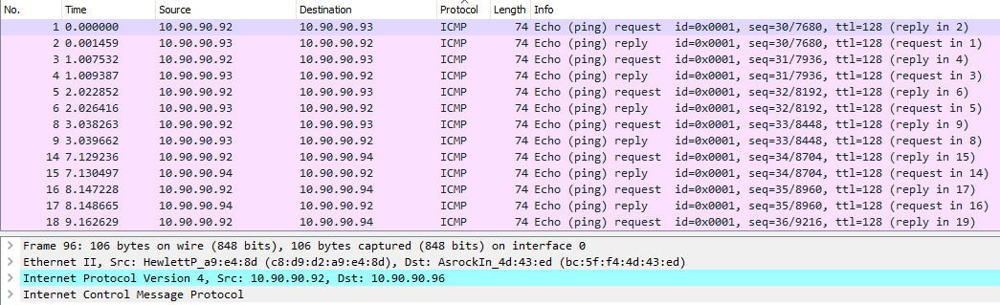 No. Time Source Destination Protocol Length Info
1 0.000000 10.90.90.92 10.90.90.93 ICMP 74 Echo (ping) request id=0x0001, seq=30/7680, ttl=128 (reply in 2)
2 0.001459 10.90.90.93 10.90.90.92 ICMP 74 Echo (ping) reply id=0x0001, seq=30/7680, ttl=128 (request in 1)
3 1.007532 10.90.90.92 10.90.90.93 ICMP 74 Echo (ping) request id=0x0001, seq=31/7936, ttl=128 (reply in 4)
4 1.009387 10.90.90.93 10.90.90.92 ICMP 74 Echo (ping) reply id=0x0001, seq=31/7936, ttl=128 (request in 3)
5 2.022852 10.90.90.92 10.90.90.93 ICMP 74 Echo (ping) request id=0x0001, seq=32/8192, ttl=128 (reply in 6)
6 2.026416 10.90.90.93 10.90.90.92 ICMP 74 Echo (ping) reply id=0x0001, seq=32/8192, ttl=128 (request in 5)
8 3.038263 10.90.90.92 10.90.90.93 ICMP 74 Echo (ping) request id=0x0001, seq=33/8448, ttl=128 (reply in 9)
9 3.039662 10.90.90.93 10.90.90.92 ICMP 74 Echo (ping) reply id=0x0001, seq=33/8448, ttl=128 (request in 8)
14 7.129236 10.90.90.92 10.90.90.94 ICMP 74 Echo (ping) request id=0x0001, seq=34/8704, ttl=128 (reply in 15)
15 7.130497 10.90.90.94 10.90.90.92 ICMP 74 Echo (ping) reply id=0x0001, seq=34/8704, ttl=128 (request in 14)
16 8.147228 10.90.90.92 10.90.90.94 ICMP 74 Echo (ping) request id=0x0001, seq=35/8960, ttl=128 (reply in 17)
17 8.148665 10.90.90.94 10.90.90.92 ICMP 74 Echo (ping) reply id=0x0001, seq=35/8960, ttl=128 (request in 16)
18 9.162629 10.90.90.92 10.90.90.94 ICMP 74 Echo (ping) request id=0x0001, seq=36/9216, ttl=128 (reply in 19)
Frame 96: 106 bytes on wire (848 bits), 106 bytes captured (848 bits) on interface 0
Ethernet II, Src: HewlettP_a9:e4:8d (c8:d9:d2:a9:e4:8d), Dst: AsrockIn_4d:43:ed (bc:5f:f4:4d:43:ed)
Internet Protocol Version 4, Src: 10.90.90.92, Dst: 10.90.90.96
Internet Control Message Protocol